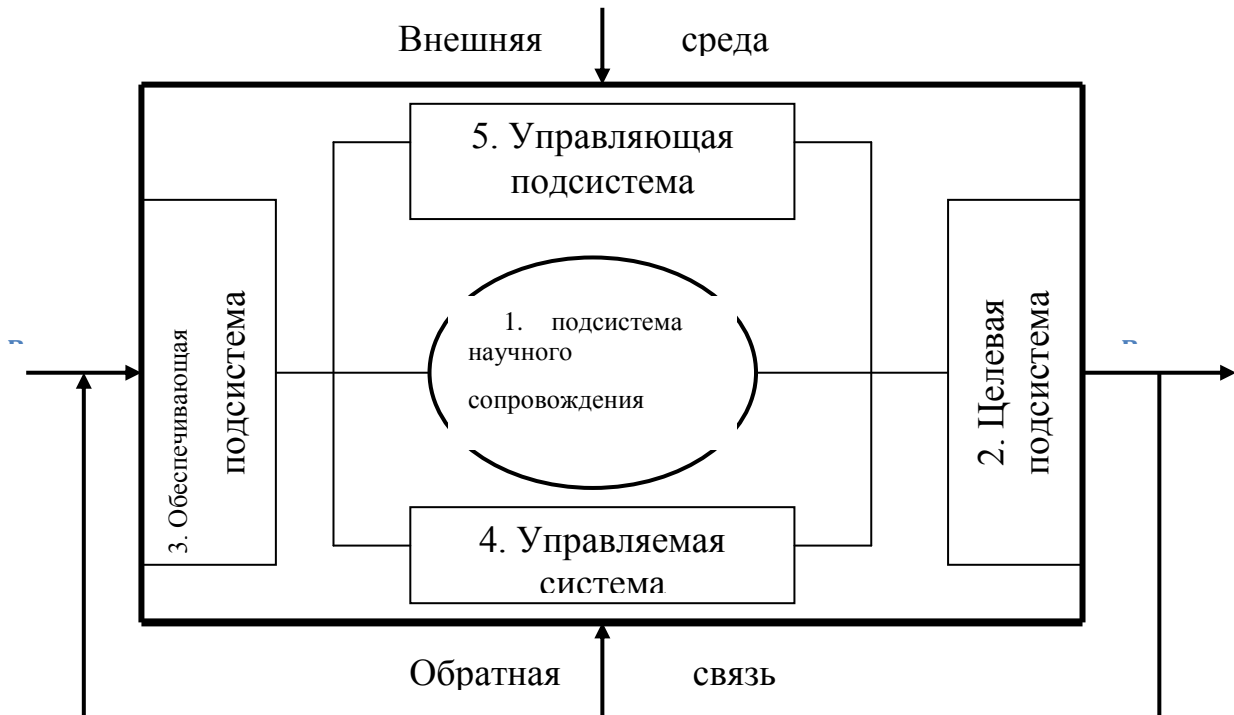 Внешняя среда
5. Управляющая
подсистема
3. Обеспечивающая
подсистема
1. подсистема
научного
сопровождения
2. Целевая
подсистема
4. Управляемая
система
Обратная связь